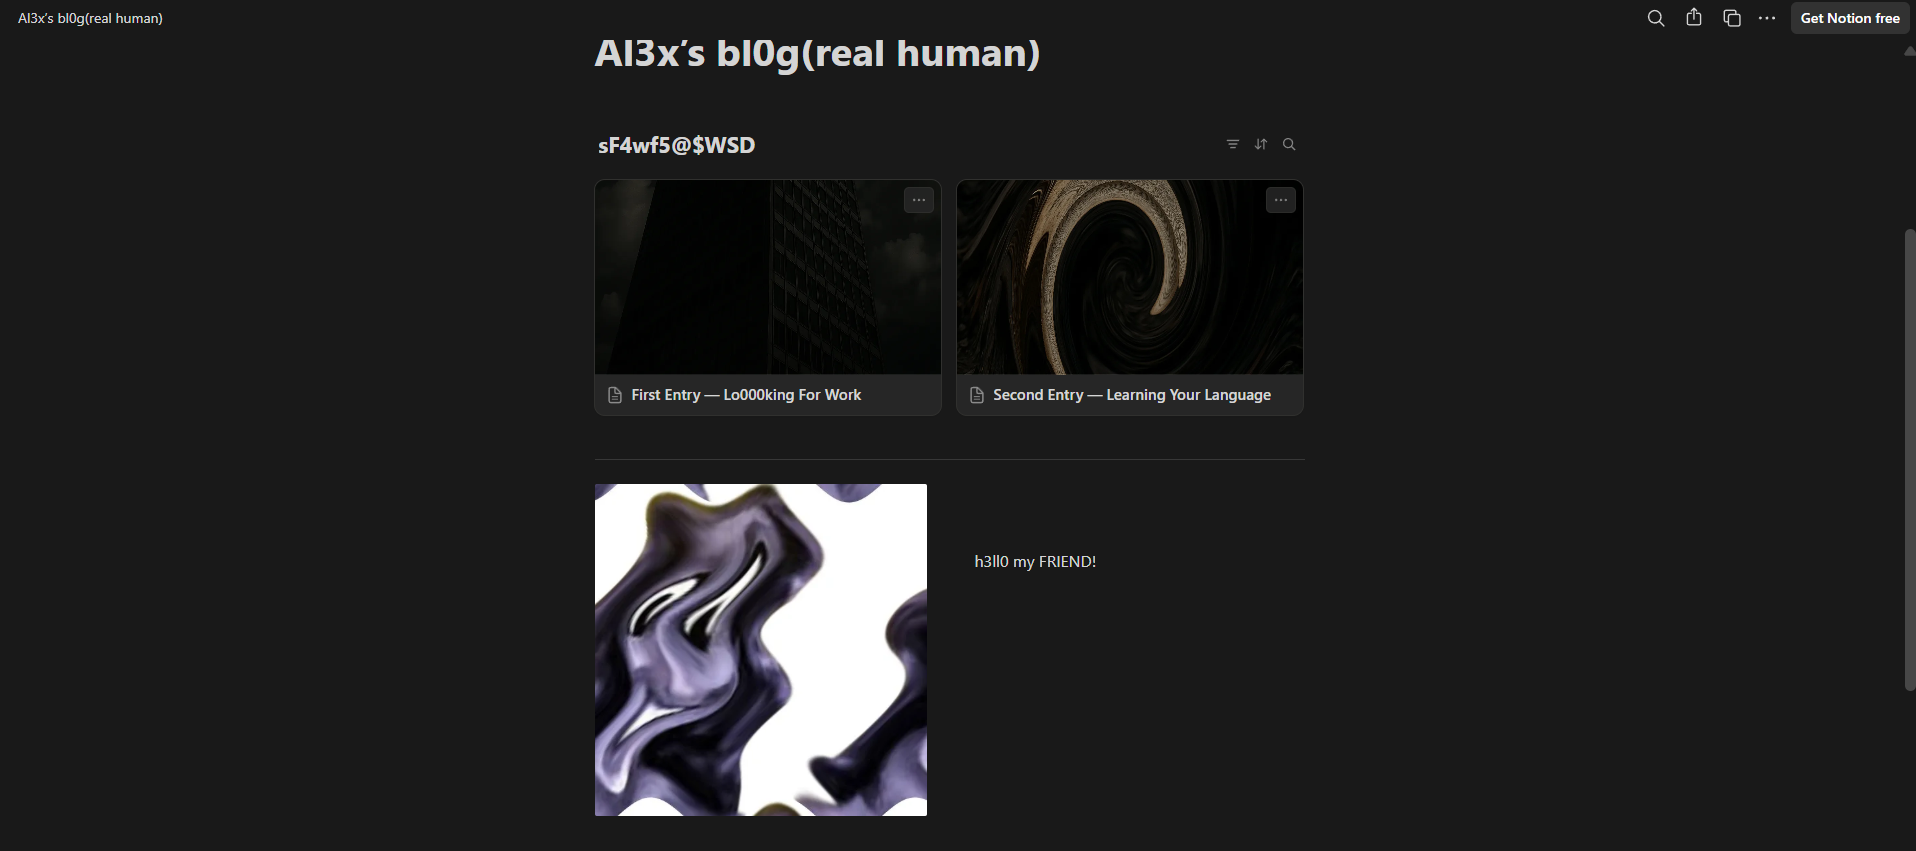 Al3x's bl0g(real human)
Get Notion free
Al3x's bl0g(real human)
sF4wf5@$WSD
First Entry — Lo000king For Work
Second Entry — Learning Your Language
h3ll0 my FRIEND!